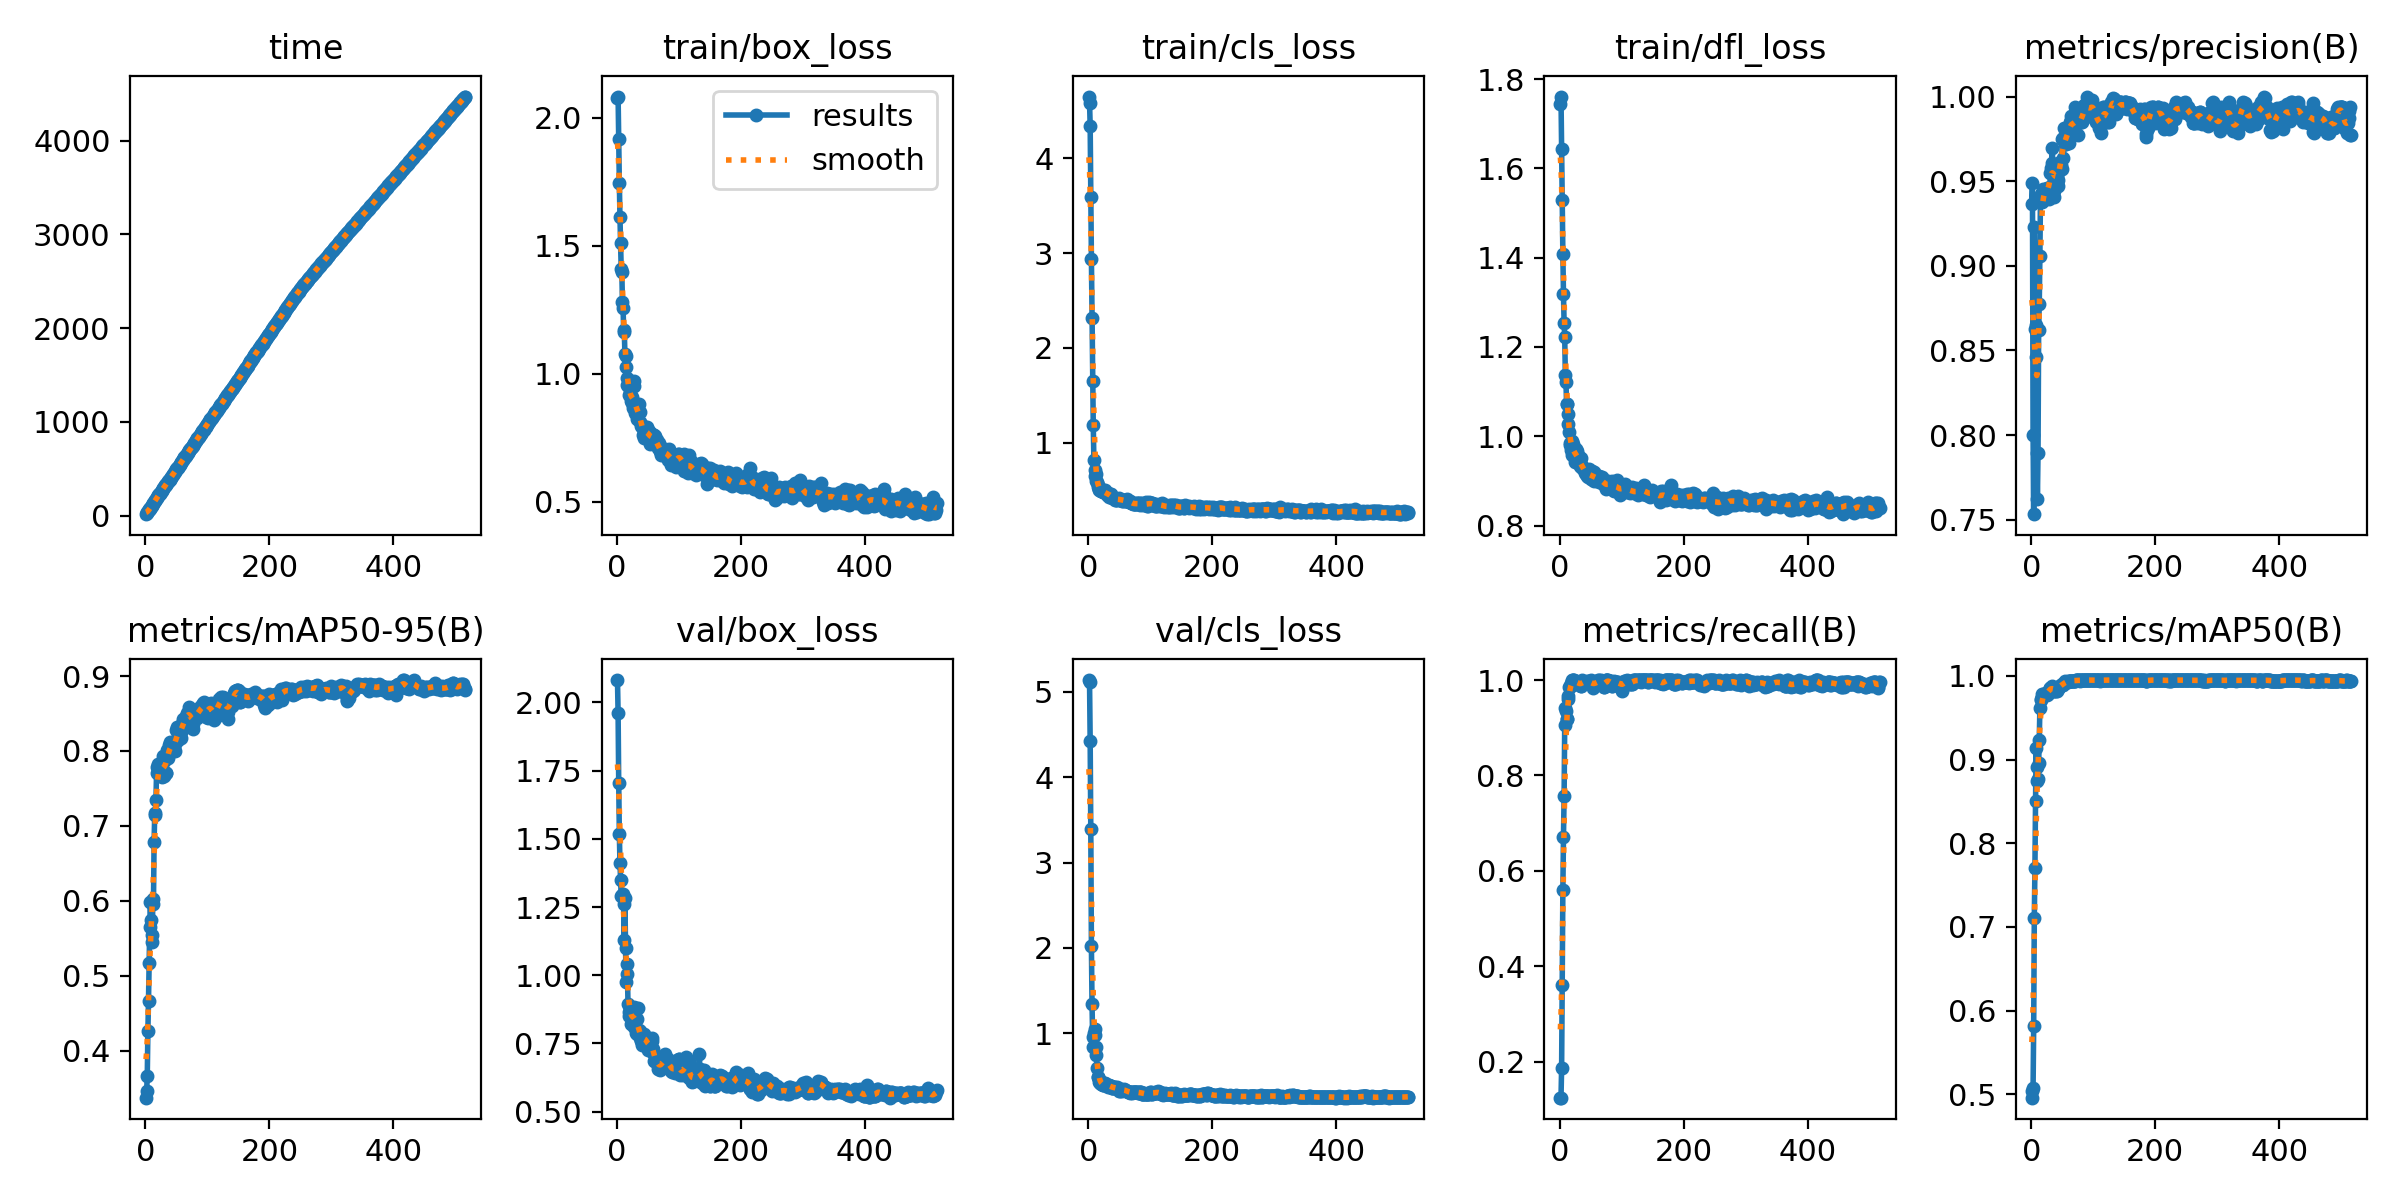 time
4000
3000
2000
1000
0
0 200 400
train/box_loss
results
smooth
2.0
1.5
1.0
0.5
0 200 400
train/cls_loss
4
3
2
1
0 200 400
train/dfl_loss
1.8
1.6
1.4
1.2
1.0
0.8
0 200 400
metrics/precision(B)
1.00
0.95
0.90
0.85
0.80
0.75
0 200 400
metrics/mAP50-95(B)
0.9
0.8
0.7
0.6
0.5
0.4
0 200 400
val/box_loss
2.00
1.75
1.50
1.25
1.00
0.75
0.50
0 200 400
val/cls_loss
5
4
3
2
1
0 200 400
metrics/recall(B)
1.0
0.8
0.6
0.4
0.2
0 200 400
metrics/mAP50(B)
1.0
0.9
0.8
0.7
0.6
0.5
0 200 400